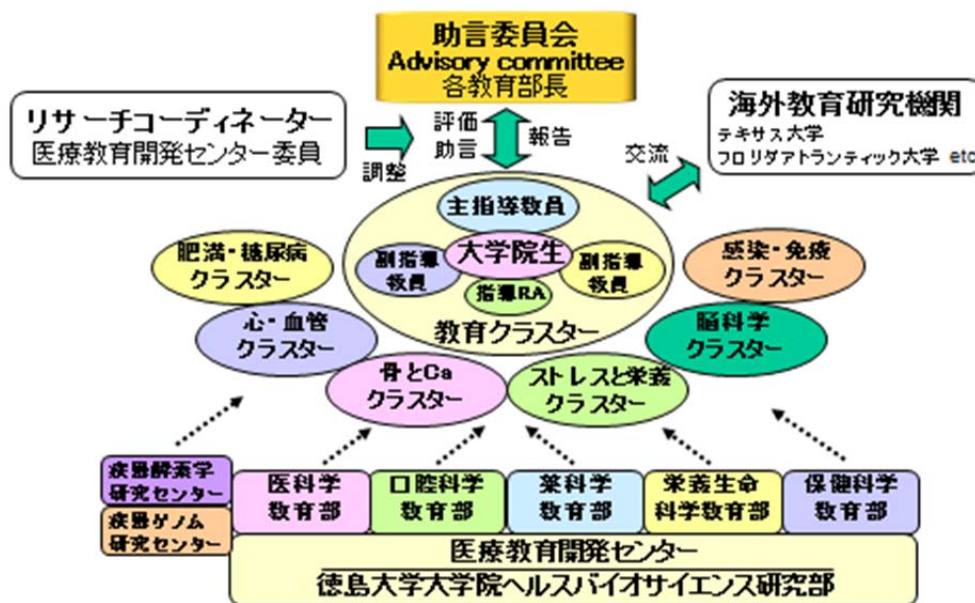 助言委員会
Advisory committee
各教育部長
リサーチコーディネーター
医療教育開発センター委員
調整
評価
助言
報告
交流
海外教育研究機関
テキサス大学
フロリダアトランティック大学 etc
主指導教員
大学院生
副指導
教員
副指導
教員
指導RA
教育クラスター
肥満・糖尿病
クラスター
心・血管
クラスター
骨とCa
クラスター
ストレスと栄養
クラスター
脳科学
クラスター
感染・免疫
クラスター
疾患酵素学
研究センター
疾患ゲノム
研究センター
医科学
教育部
口腔科学
教育部
薬科学
教育部
栄養生命
科学教育部
保健科学
教育部
医療教育開発センター
徳島大学大学院ヘルスバイオサイエンス研究部